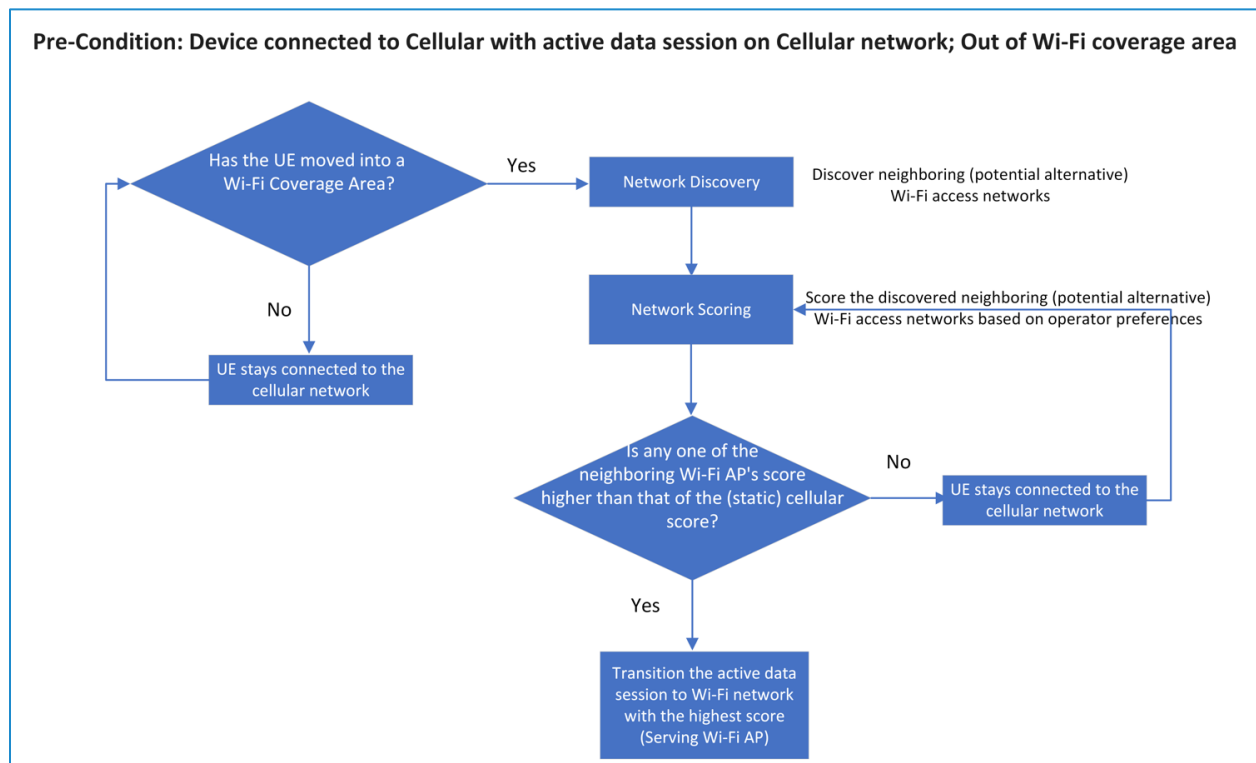 Pre-Condition: Device connected to Cellular with active data session on Cellular network; Out of Wi-Fi coverage area
Has the UE moved into a
Wi-Fi Coverage Area?
Yes
Network Discovery
Discover neighboring (potential alternative)
Wi-Fi access networks
No
UE stays connected to the
cellular network
Network Scoring
Score the discovered neighboring (potential alternative)
Wi-Fi access networks based on operator preferences
Is any one of the
neighboring Wi-Fi AP's score
higher than that of the (static) cellular
score?
No
UE stays connected to the
cellular network
Yes
Transition the active data
session to Wi-Fi network
with the highest score
(Serving Wi-Fi AP)